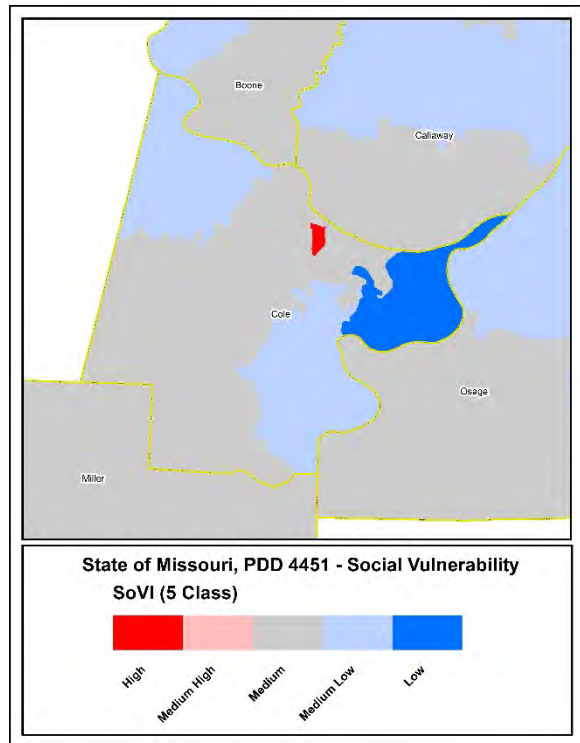 Boone
Callaway
Cole
Osage
Miller
State of Missouri, PDD 4451 - Social Vulnerability
SoVI (5 Class)
High
Medium High
Medium
Medium Low
Low